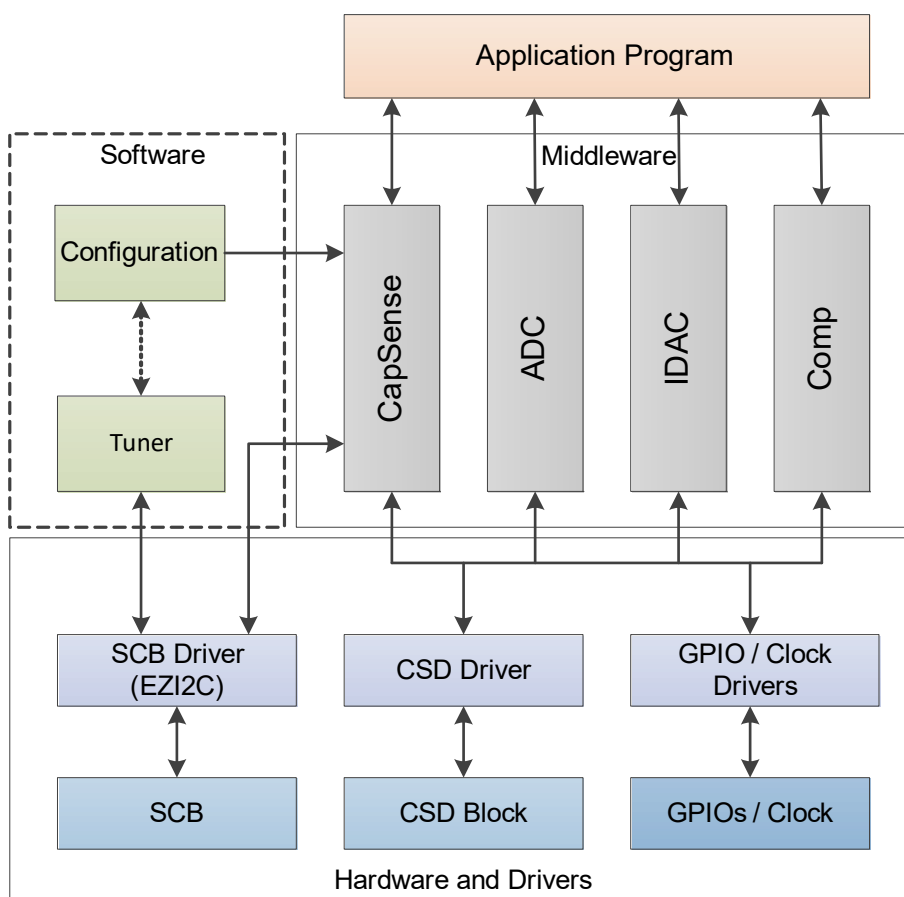 Application Program
Software
Middleware
Configuration
Tuner
CapSense
ADC
IDAC
Comp
SCB Driver
(EZI2C)
CSD Driver
GPIO / Clock
Drivers
SCB
CSD Block
GPIOs / Clock
Hardware and Drivers